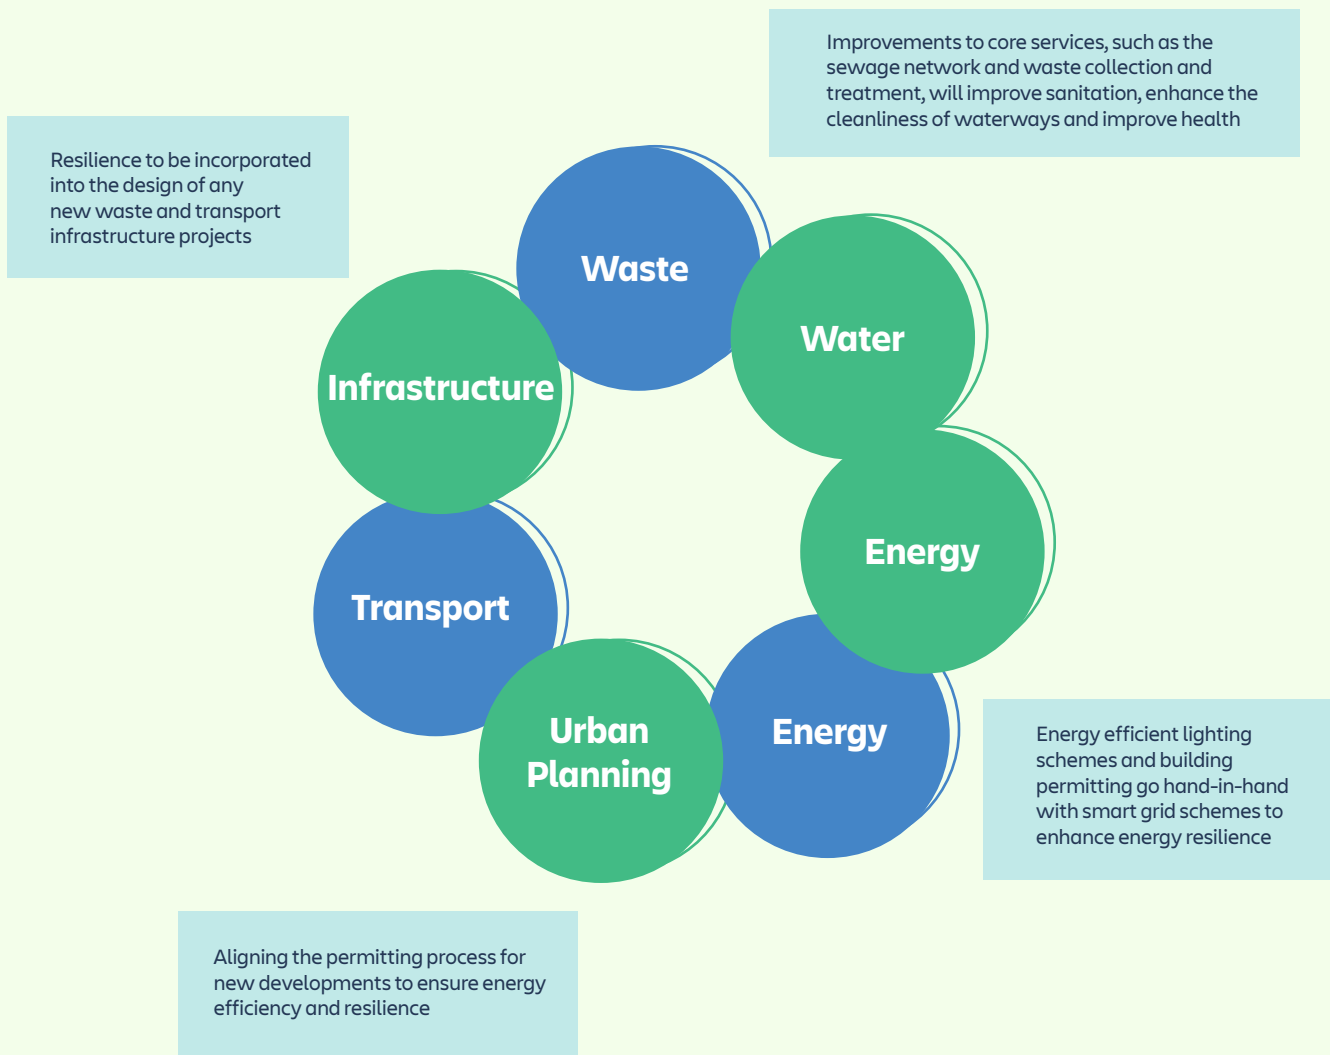 Improvements to core services, such as the
sewage network and waste collection and
treatment, will improve sanitation, enhance the
cleanliness of waterways and improve health
Resilience to be incorporated
into the design of any
new waste and transport
infrastructure projects
Waste
Water
Infrastructure
Energy
Transport
Urban
Planning
Energy
Energy efficient lighting
schemes and building
permitting go hand-in-hand
with smart grid schemes to
enhance energy resilience
Aligning the permitting process for
new developments to ensure energy
efficiency and resilience